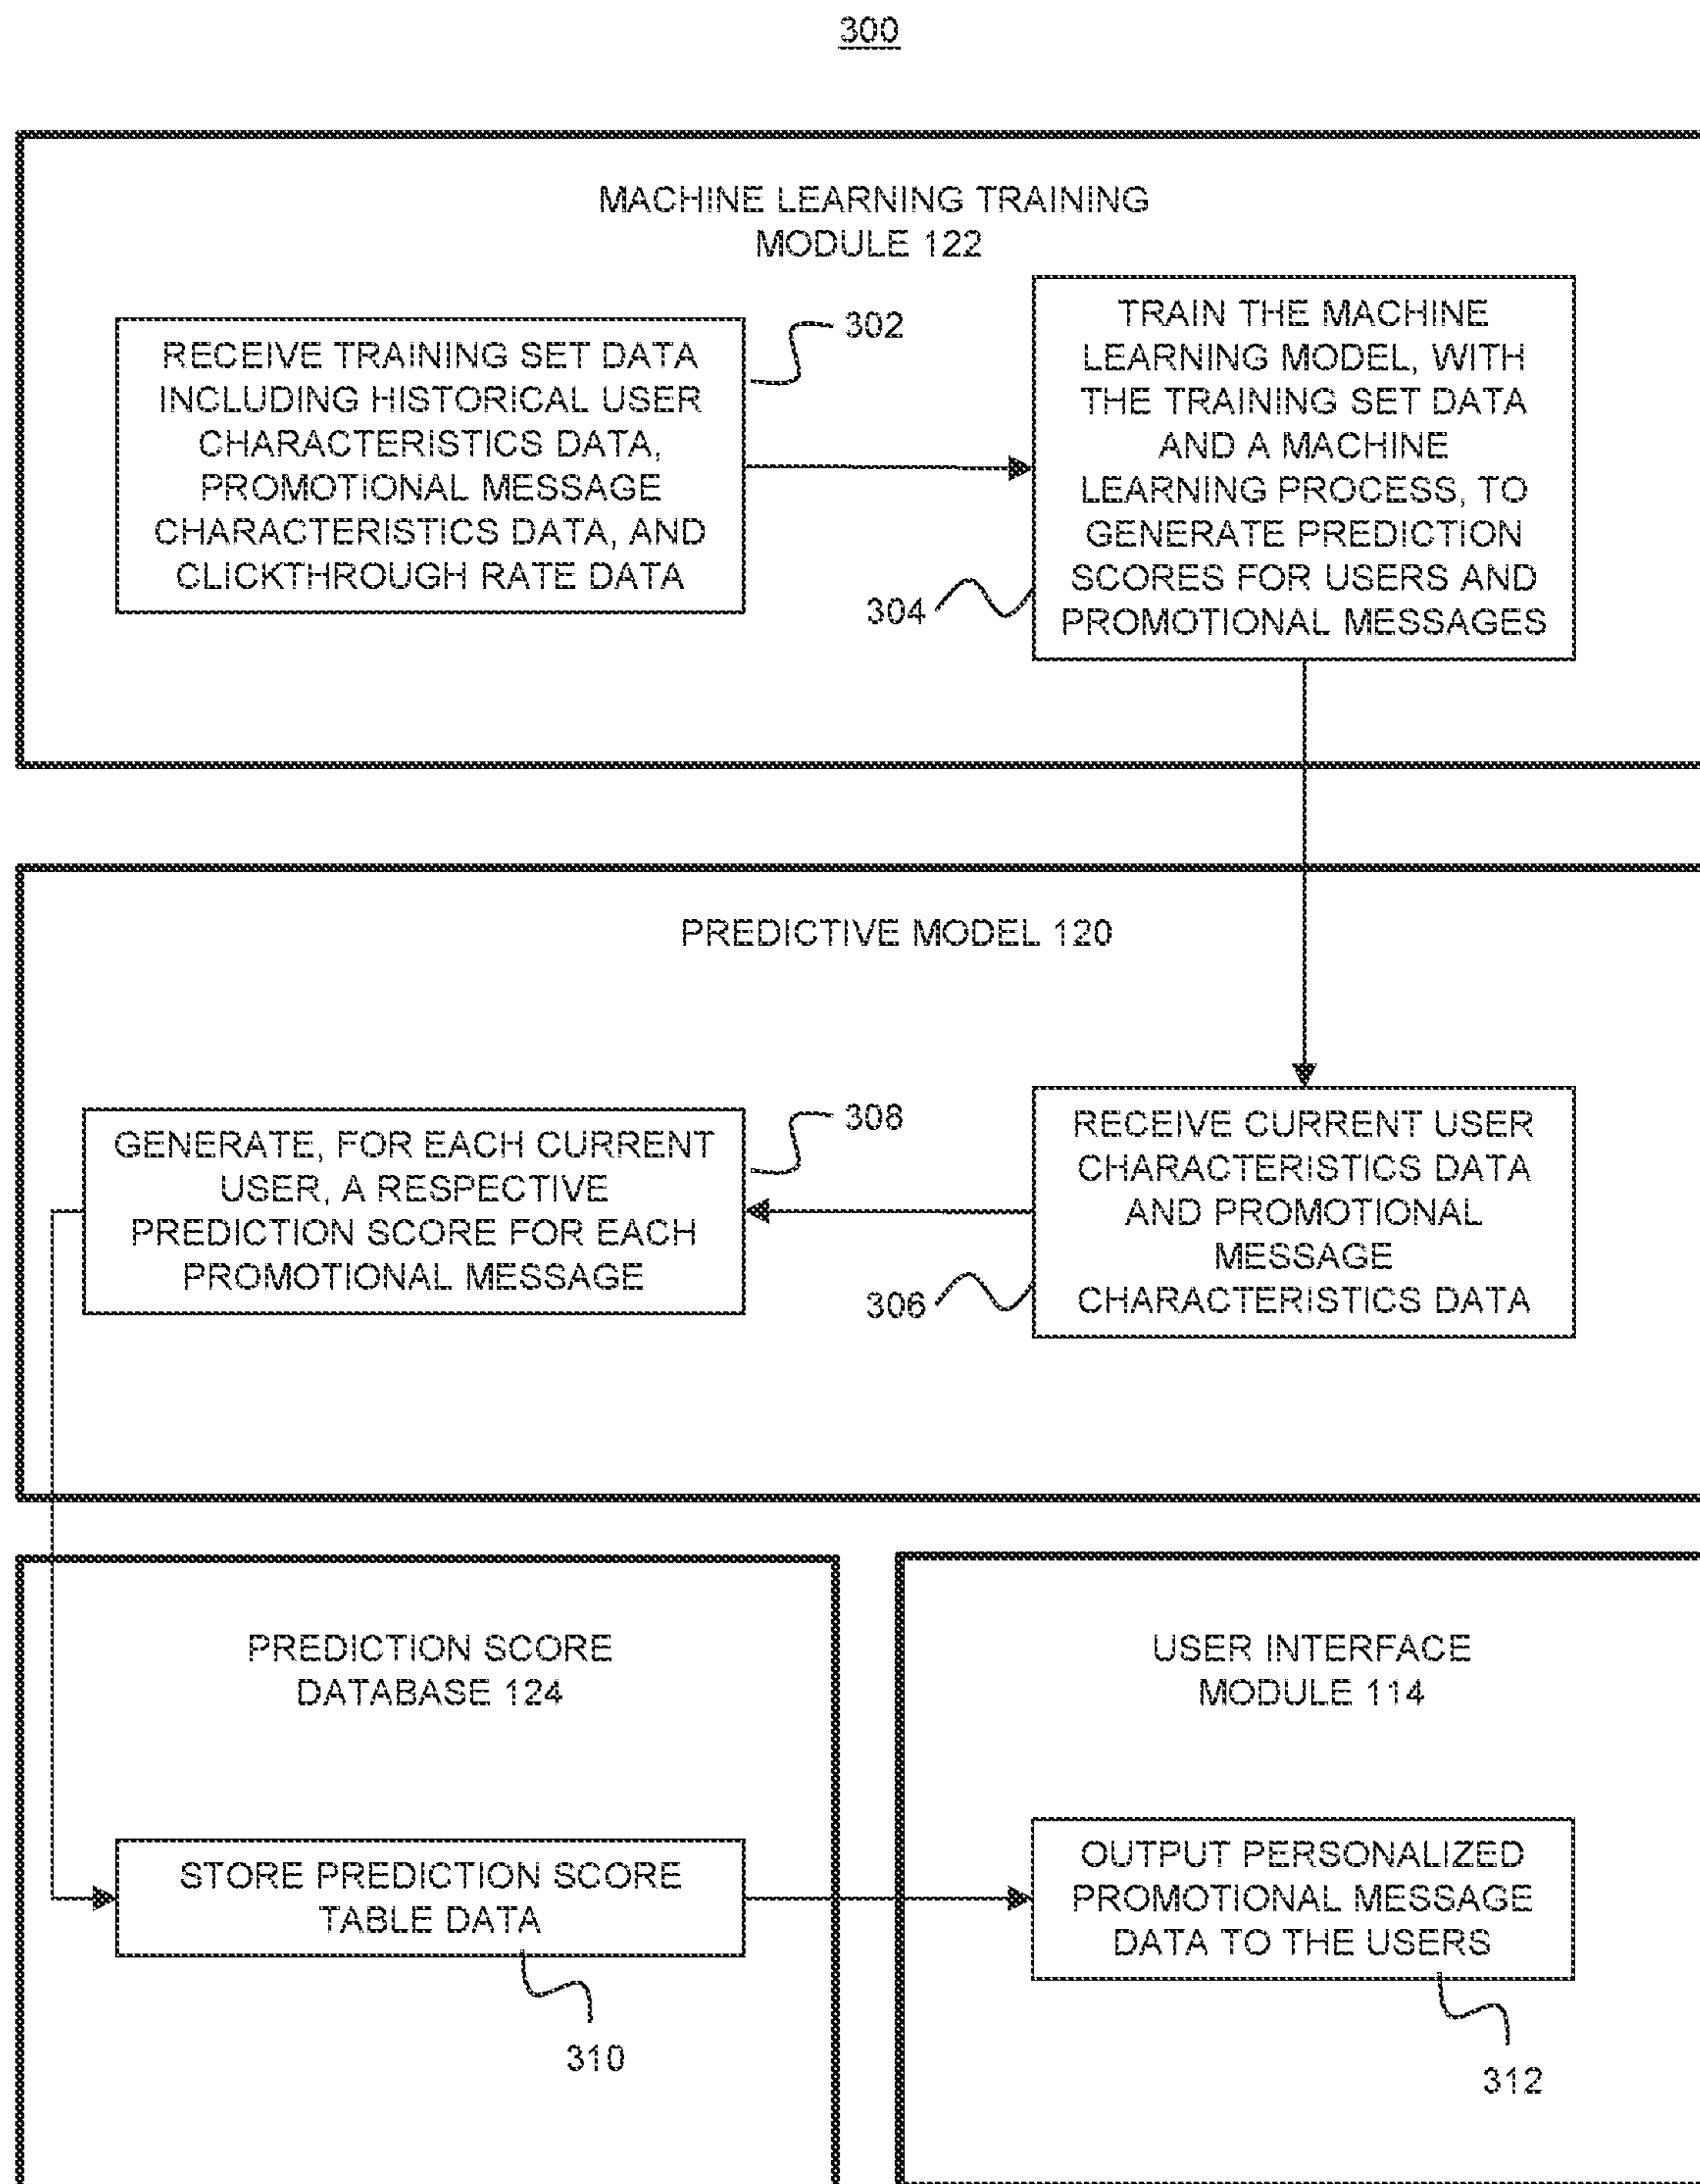 300
MACHINE LEARNING TRAINING
MODULE 122
RECEIVE TRAINING SET DATA
INCLUDING HISTORICAL USER
CHARACTERISTICS DATA,
PROMOTIONAL MESSAGE
CHARACTERISTICS DATA, AND
CLICKTHROUGH RATE DATA
302
TRAIN THE MACHINE
LEARNING MODEL, WITH
THE TRAINING SET DATA
AND A MACHINE
LEARNING PROCESS, TO
GENERATE PREDICTION
SCORES FOR USERS AND
PROMOTIONAL MESSAGES
304
PREDICTIVE MODEL 120
GENERATE, FOR EACH CURRENT
USER, A RESPECTIVE
PREDICTION SCORE FOR EACH
PROMOTIONAL MESSAGE
308
RECEIVE CURRENT USER
CHARACTERISTICS DATA
AND PROMOTIONAL
MESSAGE
CHARACTERISTICS DATA
306
PREDICTION SCORE
DATABASE 124
STORE PREDICTION SCORE
TABLE DATA
310
USER INTERFACE
MODULE 114
OUTPUT PERSONALIZED
PROMOTIONAL MESSAGE
DATA TO THE USERS
312